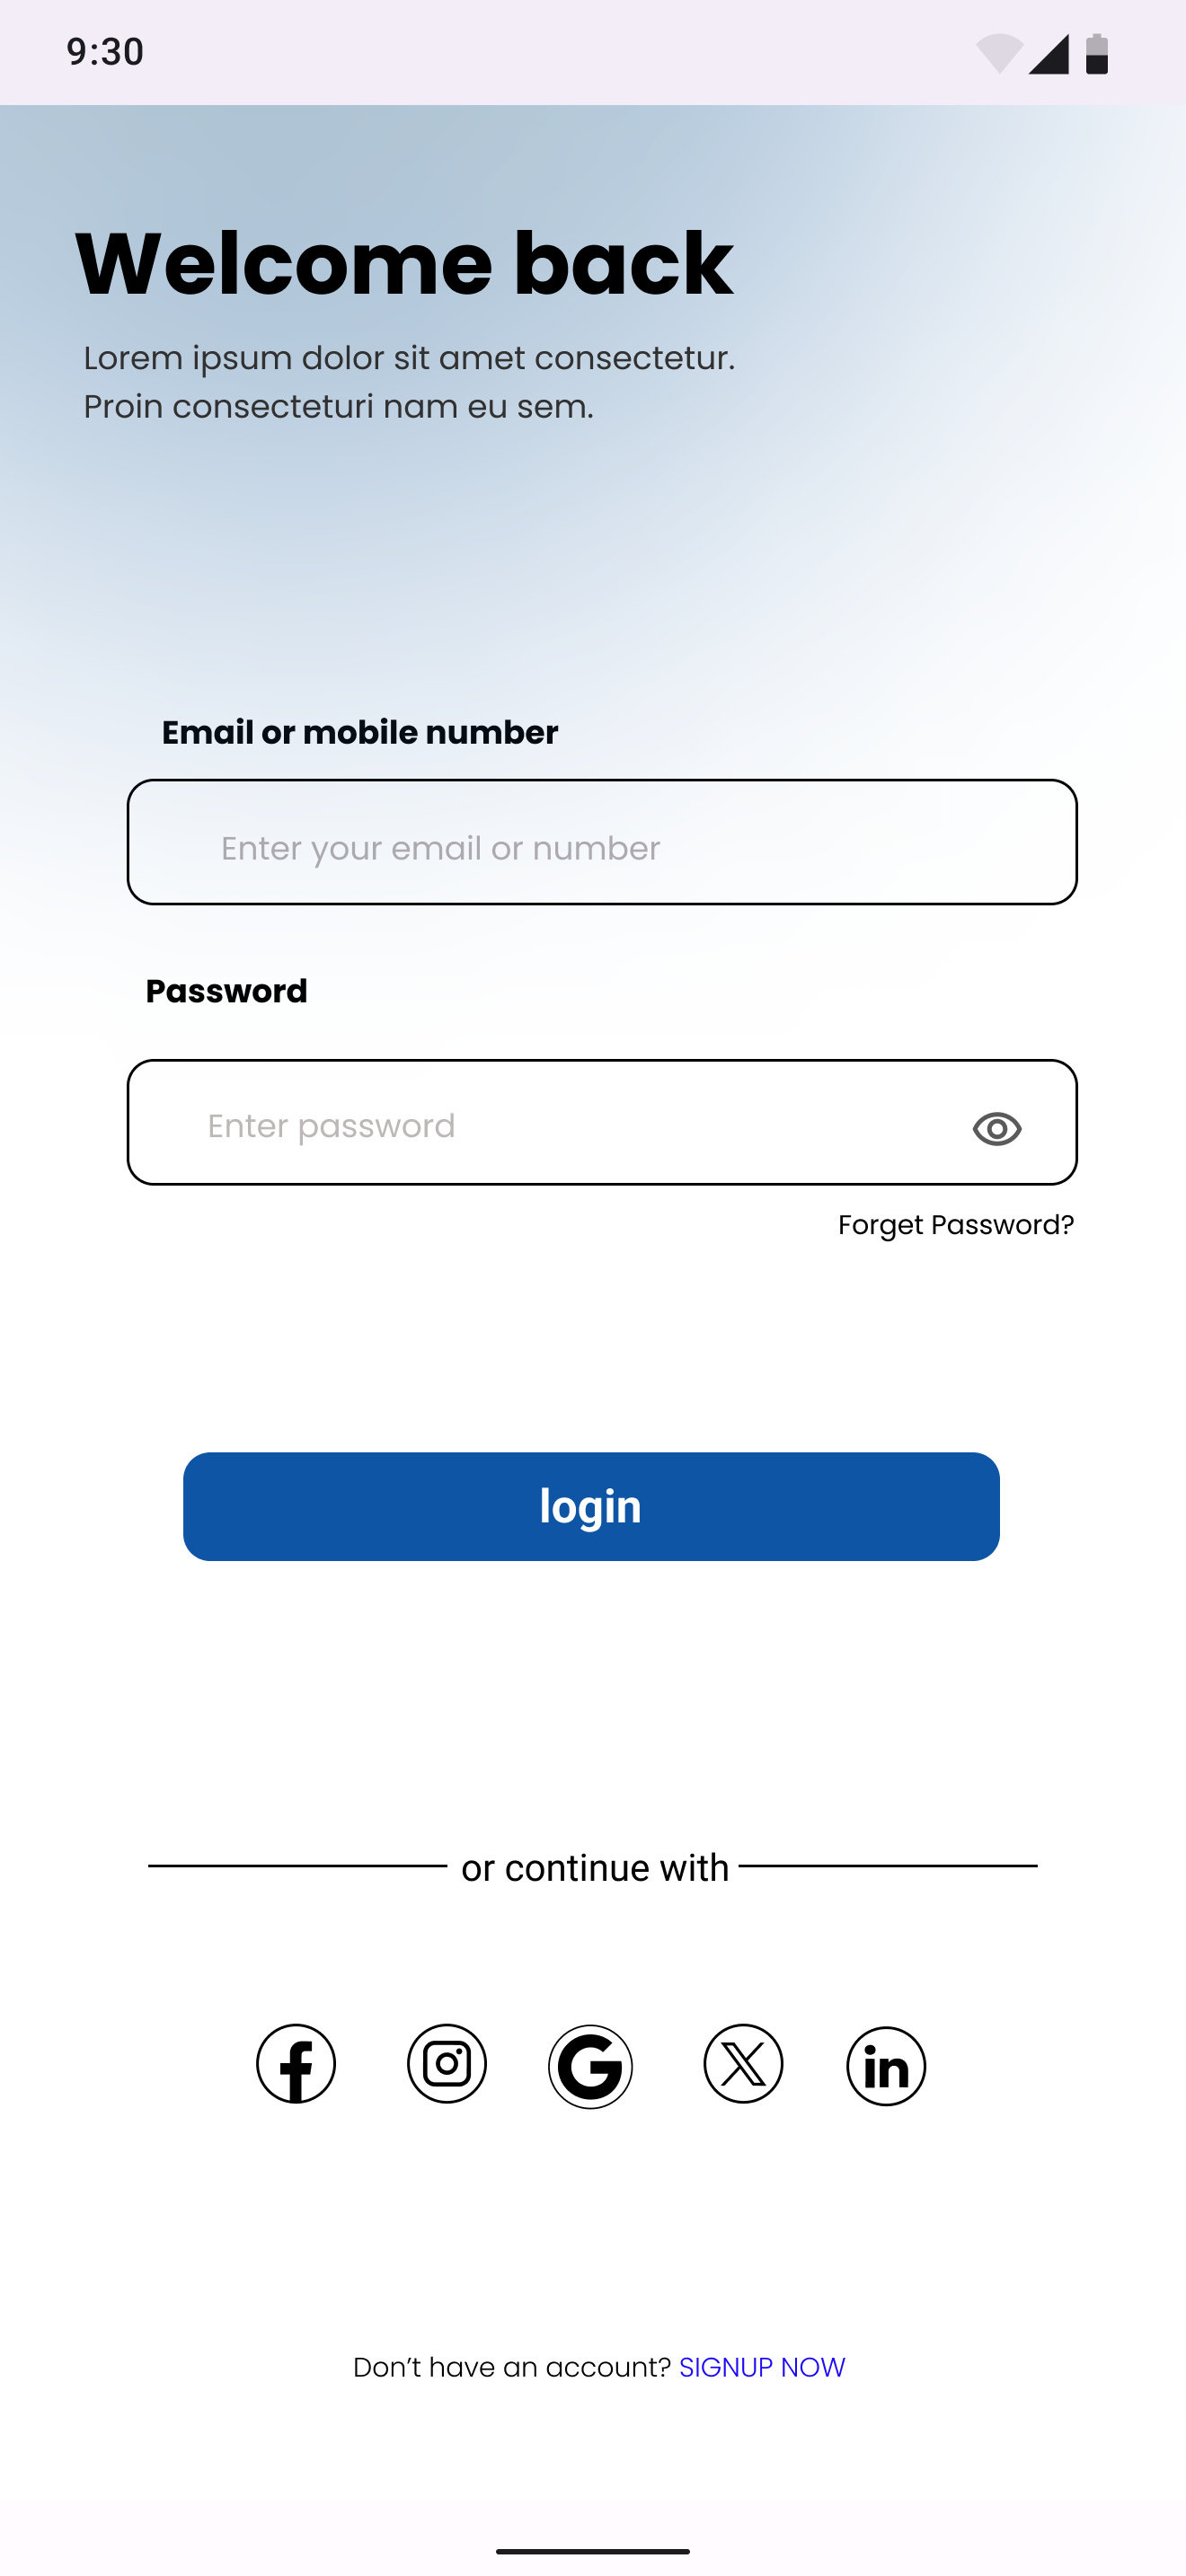 9:30
Welcome back
Lorem ipsum dolor sit amet consectetur.
Proin consecteturi nam eu sem.
Email or mobile number
Enter your email or number
Password
Enter password
Forget Password?
login
or continue with
Don’t have an account? SIGNUP NOW